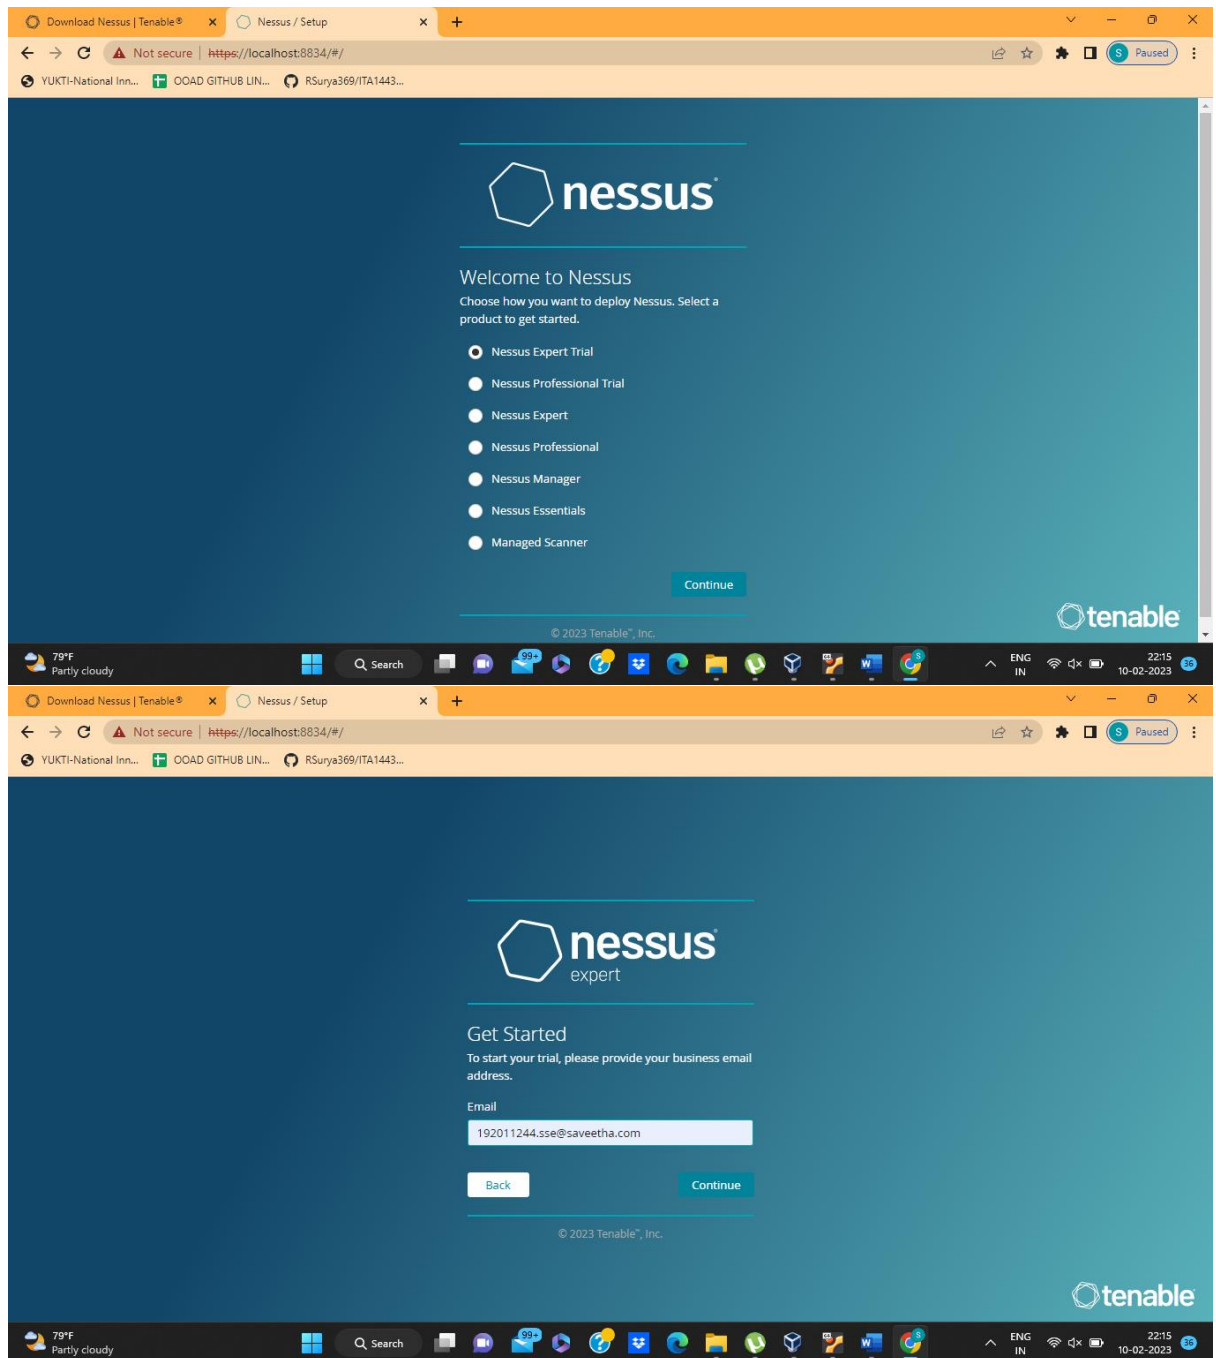 Download Nessus | Tenable®
Nessus / Setup
Not secure | https://localhost:8834/#/
Paused
YUKTI-National Inn...
OOAD GITHUB LIN...
RSurya369/ITA1443...
nessus
Welcome to Nessus
Choose how you want to deploy Nessus. Select a
product to get started.
Nessus Expert Trial
Nessus Professional Trial
Nessus Expert
Nessus Professional
Nessus Manager
Nessus Essentials
Managed Scanner
Continue
© 2023 Tenable™, Inc.
tenable
79°F
Partly cloudy
Search
99+
ENG
IN
22:15
10-02-2023
36
Download Nessus | Tenable®
Nessus / Setup
Not secure | https://localhost:8834/#/
S Paused
YUKTI-National Inn...
OOAD GITHUB LIN...
RSurya369/ITA1443...
nessus
expert
Get Started
To start your trial, please provide your business email
address.
Email
192011244.sse@saveetha.com
Back
Continue
© 2023 Tenable™, Inc.
tenable
79°F
Partly cloudy
Search
99+
ENG
IN
22:15
10-02-2023
36